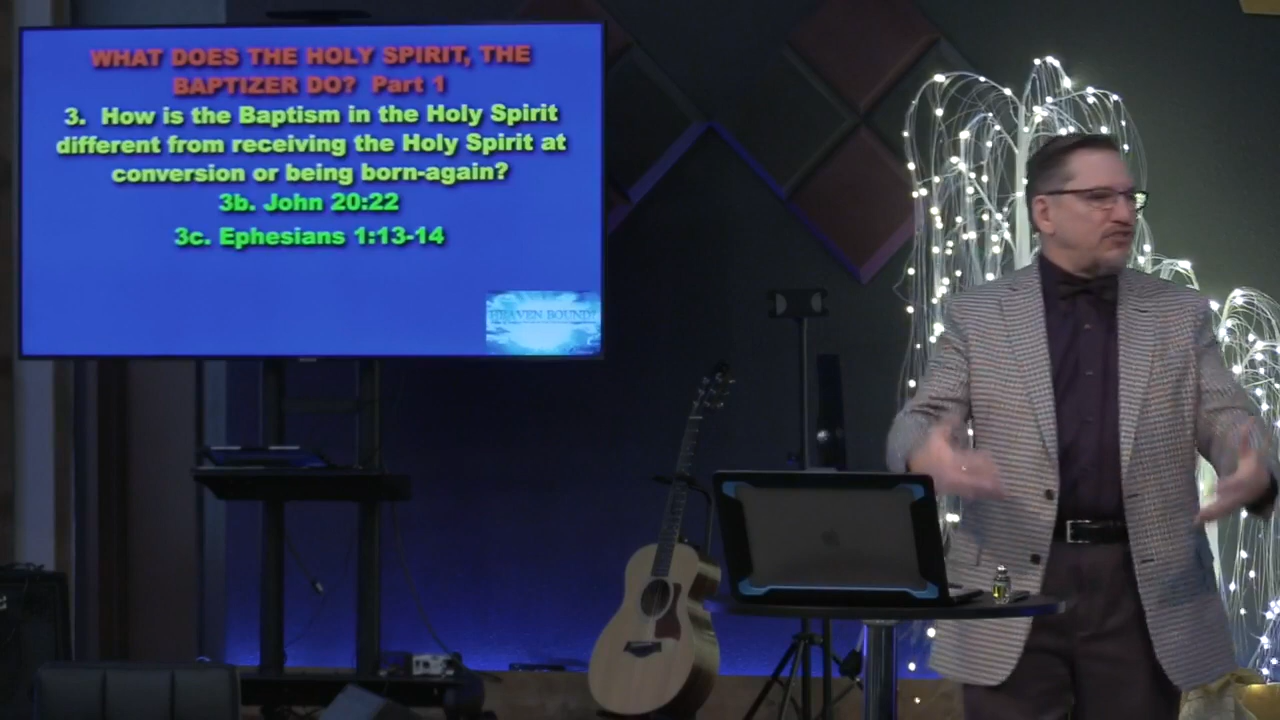 WHAT DOES THE HOLY SPIRIT, THE
BAPTIZER DO? Part 1
3. How is the Baptism in the Holy Spirit
different from receiving the Holy Spirit at
conversion or being born-again?
3b. John 20:22
3c. Ephesians 1:13-14
HEAVEN BOUND!